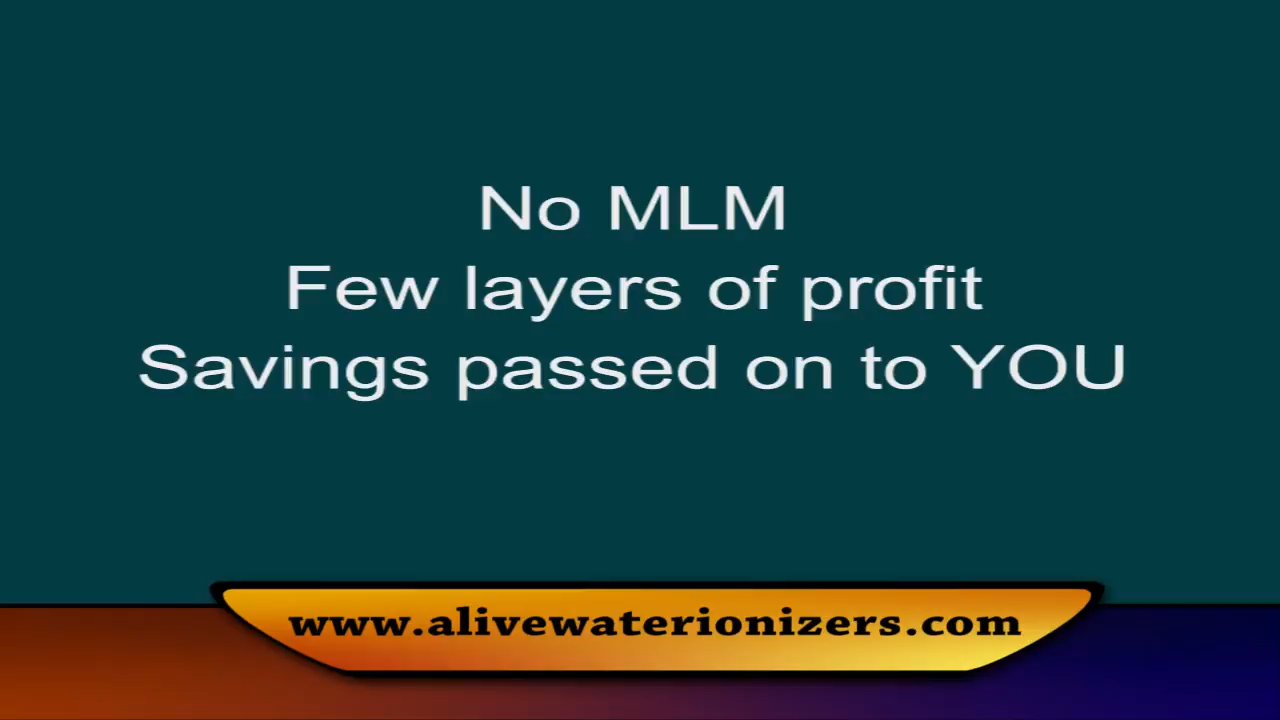 No MLM
Few layers of profit
Savings passed on to YOU
www.alivewaterionizers.com